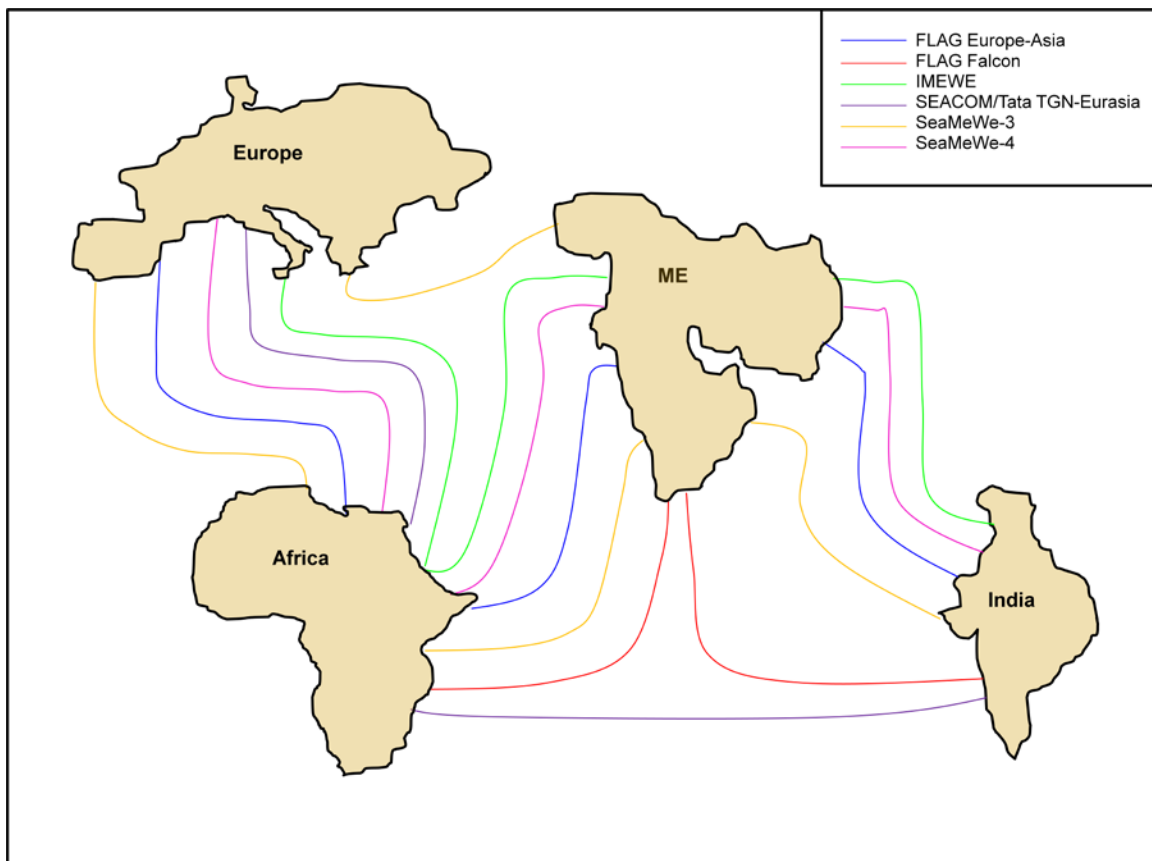 FLAG Europe-Asia
FLAG Falcon
IMEWE
SEACOM/Tata TGN-Eurasia
SeaMeWe-3
SeaMeWe-4
Europe
ME
Africa
India